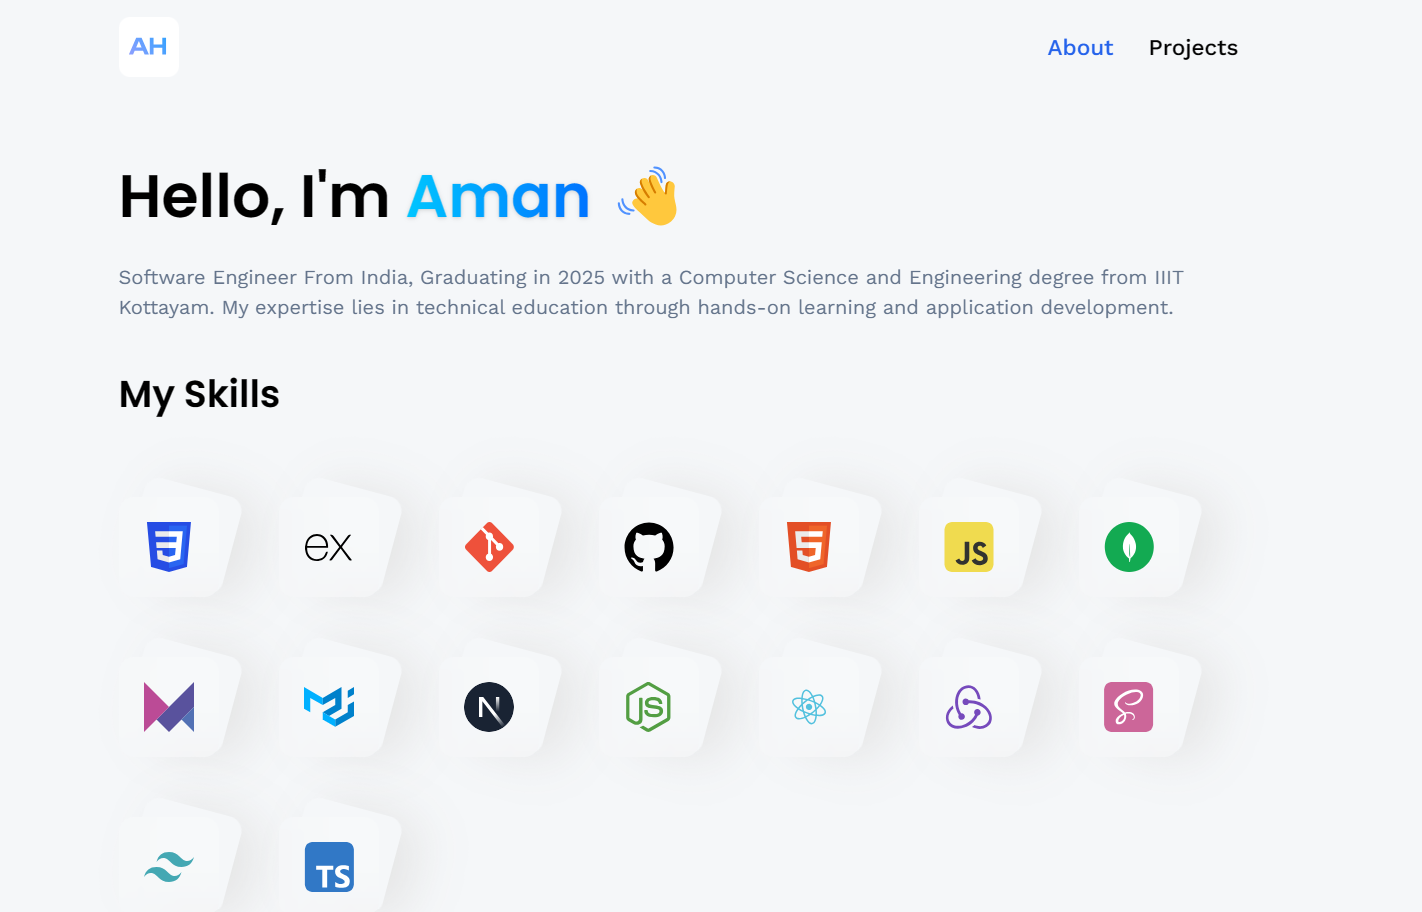 AH
About Projects
Hello, I'm Aman
Software Engineer From India, Graduating in 2025 with a Computer Science and Engineering degree from IIIT
Kottayam. My expertise lies in technical education through hands-on learning and application development.
My Skills
ex
JS
N
JS
TS